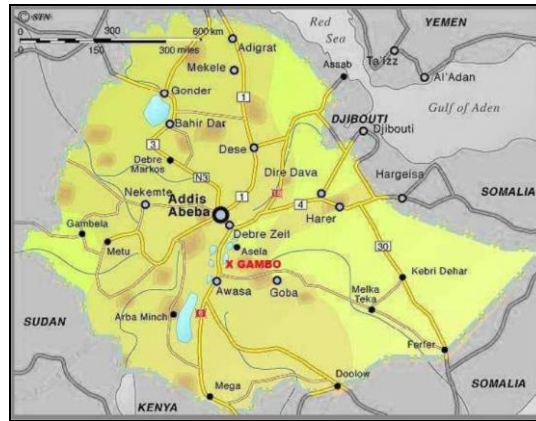 © STN
0 300 600 km
0 150 300 miles
Red Sea
YEMEN
Adigrat
Ta'Izz
Mekele
Assab
Al'Adan
Gonder
1
Gulf of Aden
Bahir Dar
DJIBOUTI
Djibouti
3
Dese
Debre Markos
Dire Dava
Hargeisa
N3
Nekemte
Addis Abeba
1
4
SOMALIA
Harer
Gambela
Debre Zeit
Metu
Asela
30
X GAMBO
Kebri Dehar
Awasa
Goba
Melka Teka
SUDAN
Arba Minch
6
Ferfer
Mega
Doolow
SOMALIA
KENYA